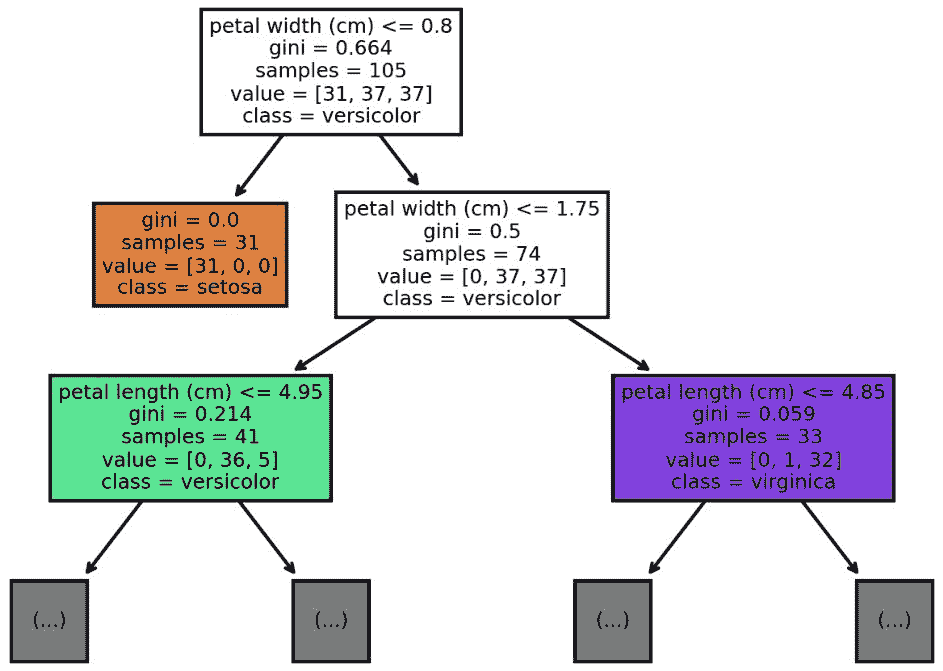 petal width (cm) <= 0.8
gini = 0.664
samples = 105
value = [31, 37, 37]
class = versicolor
gini = 0.0
samples = 31
value = [31, 0, 0]
class = setosa
petal width (cm) <= 1.75
gini = 0.5
samples = 74
value = [0, 37, 37]
class = versicolor
petal length (cm) <= 4.95
gini = 0.214
samples = 41
value = [0, 36, 5]
class = versicolor
petal length (cm) <= 4.85
gini = 0.059
samples = 33
value = [0, 1, 32]
class = virginica
(...)
(...)
(...)
(...)